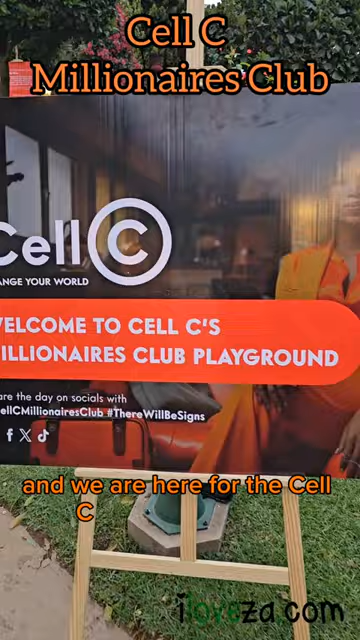 Cell C
Millionaires Club
Cell C
ANGE YOUR WORLD
WELCOME TO CELL C'S
ILLIONAIRES CLUB PLAYGROUND
are the day on socials with
ellCMillionairesClub #ThereWillBeSigns
and we are here for the Cell
C
iloveza.com